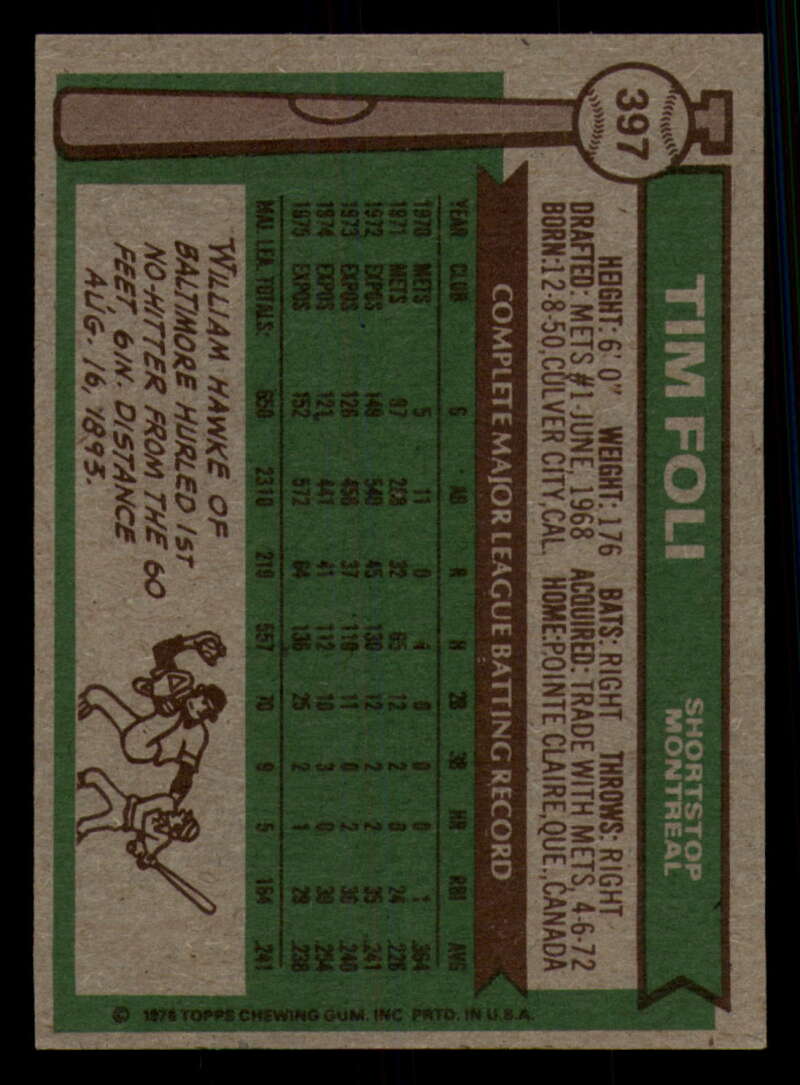 397
TIM FOLI
SHORTSTOP
MONTREAL
HEIGHT: 6' 0" WEIGHT: 176 BATS: RIGHT THROWS: RIGHT
DRAFTED: METS #1-JUNE, 1968 ACQUIRED: TRADE WITH METS, 4-6-72
BORN: 12-8-50, CULVER CITY, CAL. HOME: POINTE CLAIRE, QUE., CANADA
COMPLETE MAJOR LEAGUE BATTING RECORD
YEAR CLUB G AB R H 2B 3B HR RBI AVG
1970 METS 5 11 0 4 0 0 0 1 .364
1971 METS 97 288 32 65 12 2 0 24 .226
1972 EXPOS 149 540 45 130 12 2 2 35 .241
1973 EXPOS 126 458 37 110 11 0 2 36 .240
1974 EXPOS 121 441 41 112 10 3 0 39 .254
1975 EXPOS 152 572 64 136 25 2 1 29 .238
MAJ. LEA. TOTALS: 650 2310 219 557 70 9 5 164 .241
WILLIAM HAWKE OF
BALTIMORE HURLED 1ST
NO-HITTER FROM THE 60
FEET, 6IN. DISTANCE
AUG. 16, 1893.
© 1976 TOPPS CHEWING GUM, INC PRTD. IN U.S.A.